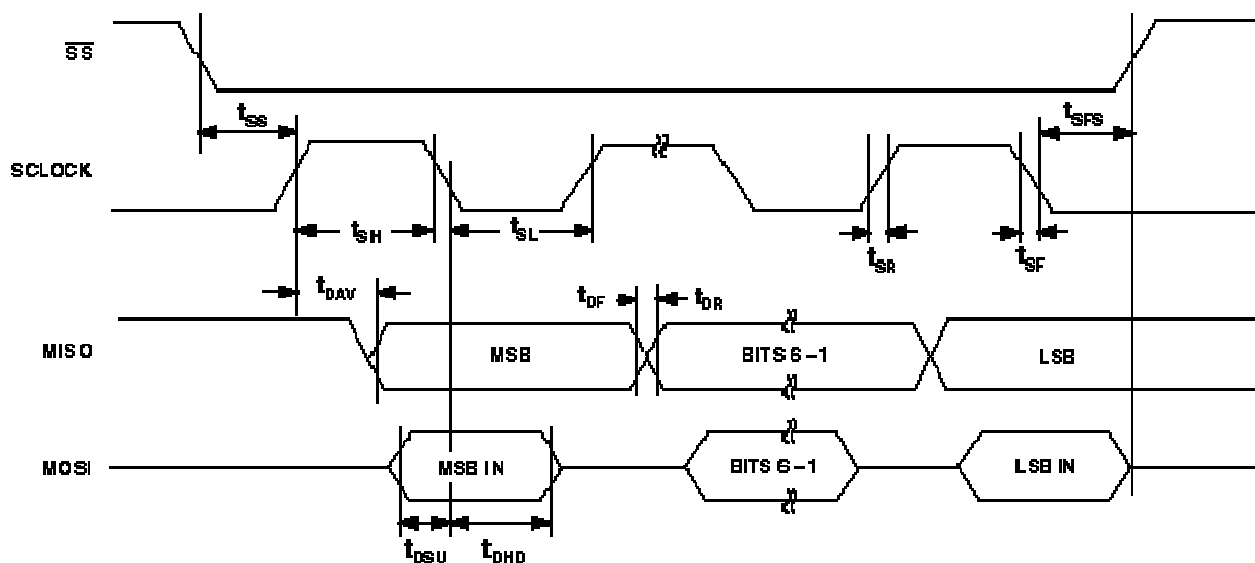 SS
tSS
tSFS
SCLOCK
tSH
tSL
tSR
tSF
tDAV
tDF
tDR
MISO
MSB
BITS 6–1
LSB
MOSI
MSB IN
BITS 6–1
LSB IN
tDSU
tDHD